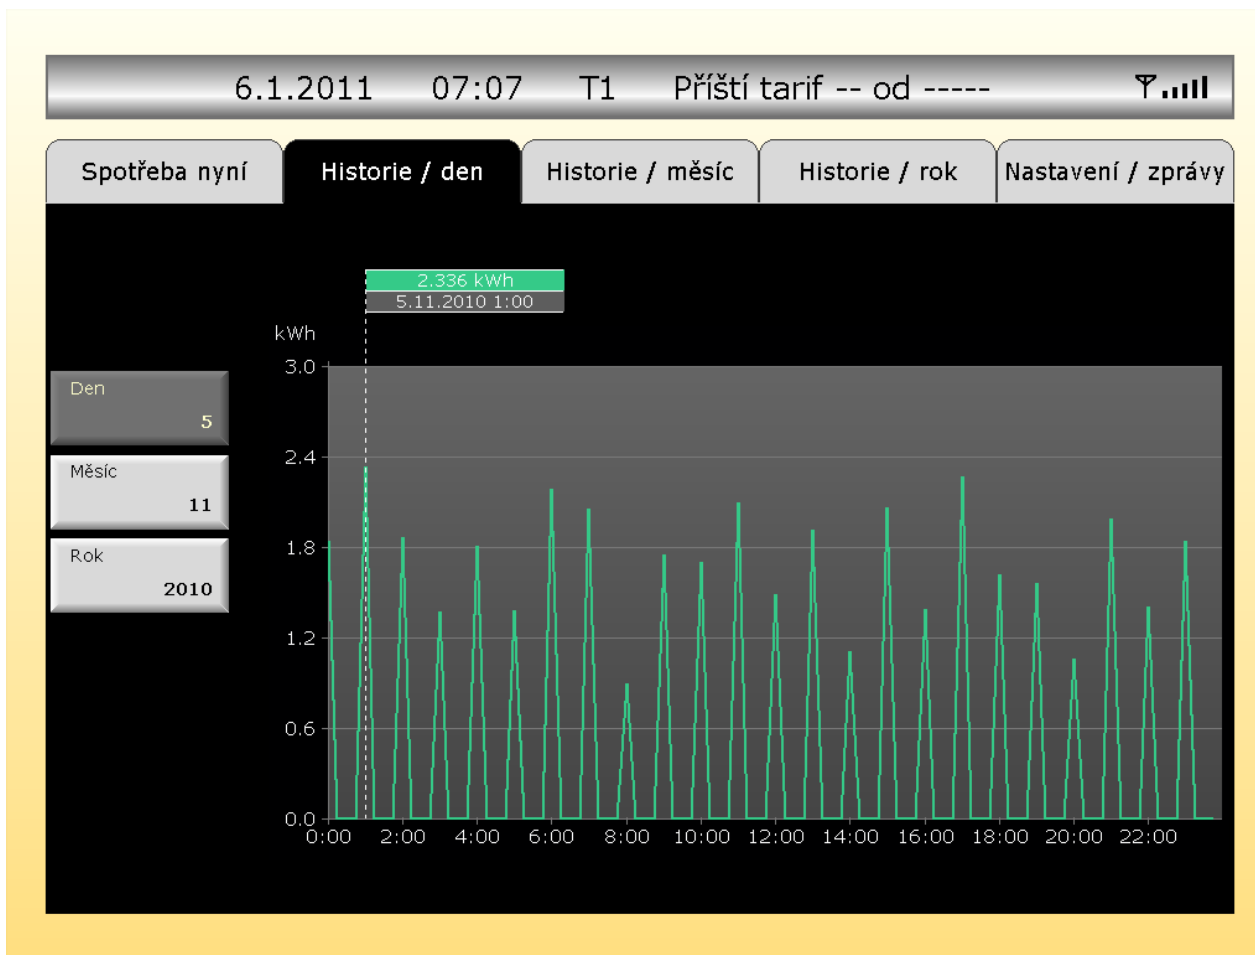 6.1.2011 07:07 T1 Příští tarif -- od -----
Spotřeba nyní Historie / den Historie / měsíc Historie / rok Nastavení / zprávy
2.336 kWh
5.11.2010 1:00
kWh
3.0
Den
5
2.4
Měsíc
11
1.8
Rok
2010
1.2
0.6
0.0
0:00 2:00 4:00 6:00 8:00 10:00 12:00 14:00 16:00 18:00 20:00 22:00